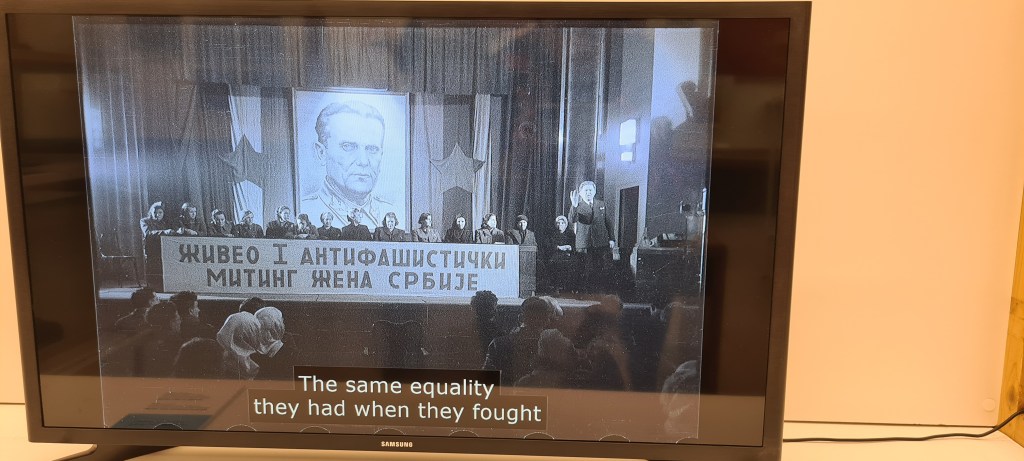 ЖИВЕО I АНТИФАШИСТИЧКИ
МИТИНГ ЖЕНА СРБИЈЕ
The same equality
they had when they fought
SAMSUNG